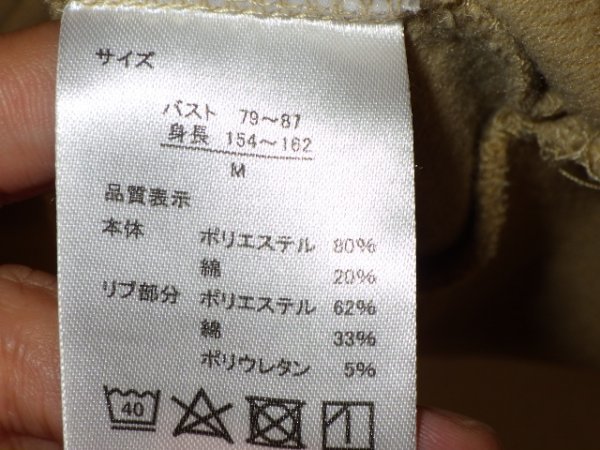 サイズ
バスト 79～87
身長 154～162
M
品質表示
本体 ポリエステル 80%
綿 20%
リブ部分 ポリエステル 62%
綿 33%
ポリウレタン 5%
40